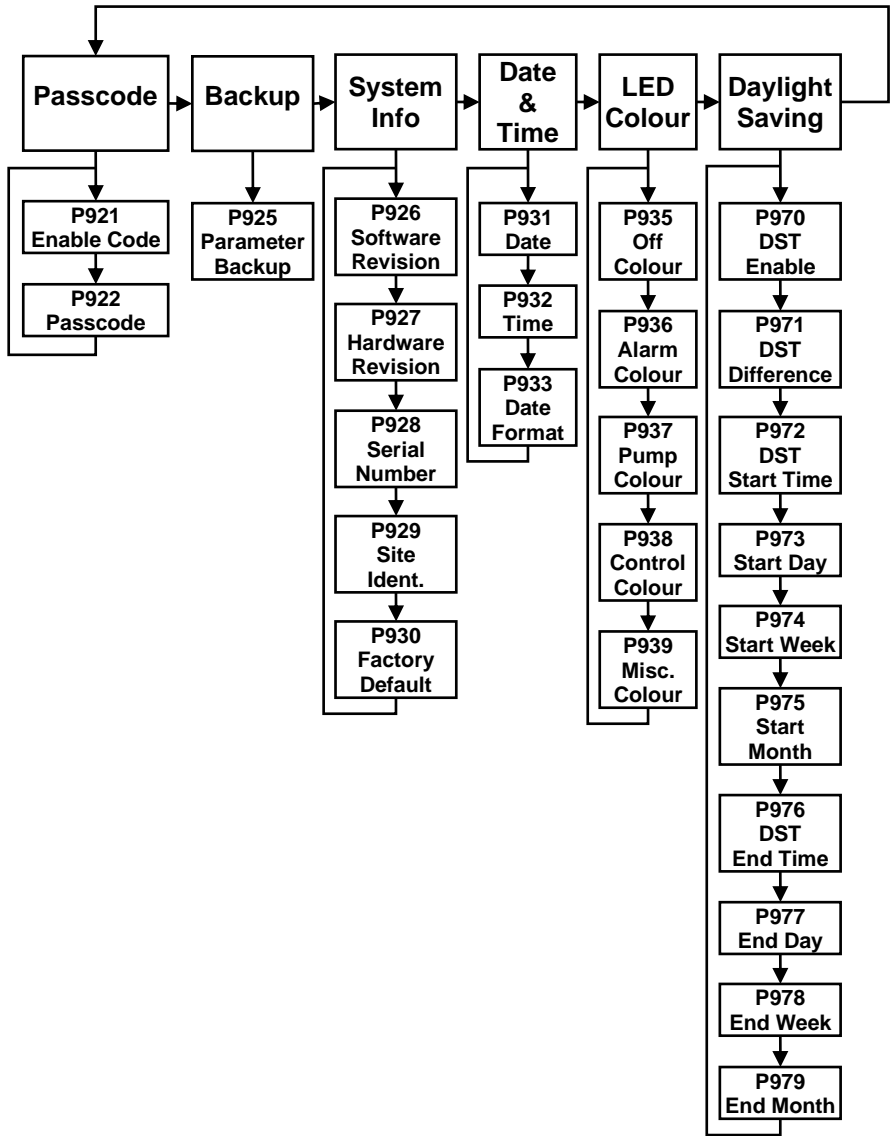 Passcode
Backup
System
Info
Date
&
Time
LED
Colour
Daylight
Saving
P921
Enable Code
P922
Passcode
P925
Parameter
Backup
P926
Software
Revision
P927
Hardware
Revision
P928
Serial
Number
P929
Site
Ident.
P930
Factory
Default
P931
Date
P932
Time
P933
Date
Format
P935
Off
Colour
P936
Alarm
Colour
P937
Pump
Colour
P938
Control
Colour
P939
Misc.
Colour
P970
DST
Enable
P971
DST
Difference
P972
DST
Start Time
P973
Start Day
P974
Start Week
P975
Start
Month
P976
DST
End Time
P977
End Day
P978
End Week
P979
End Month